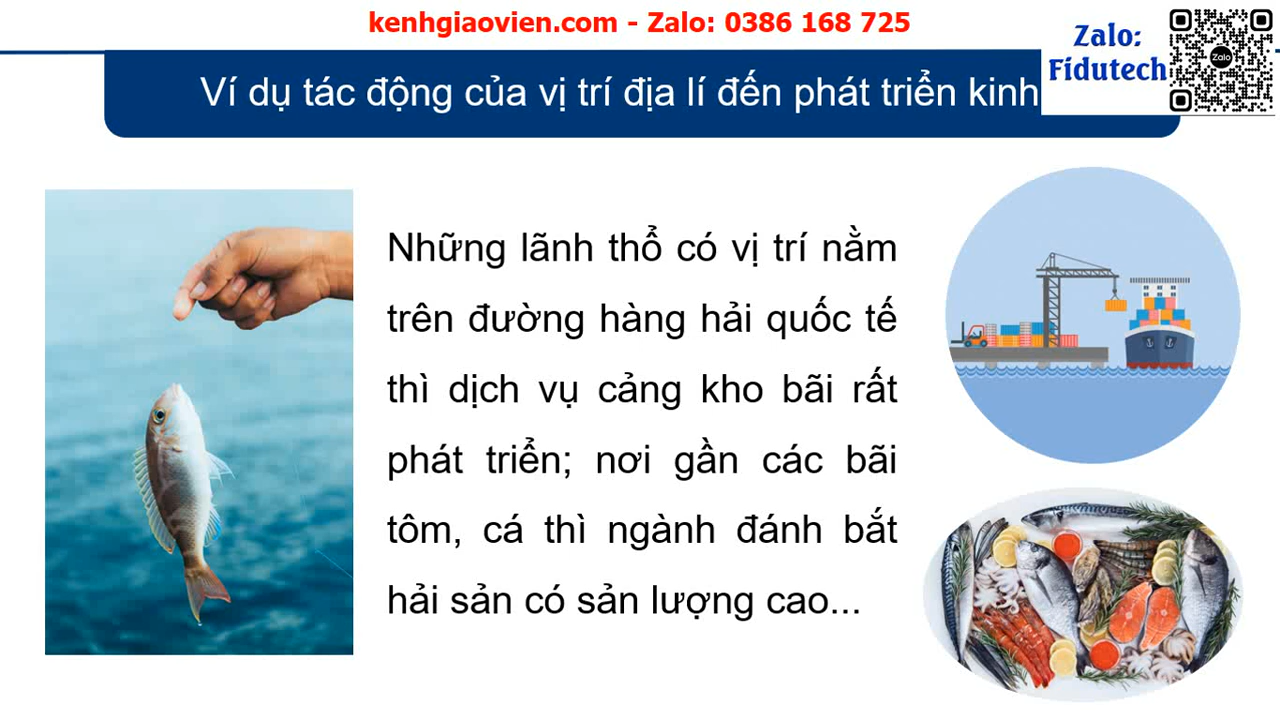 kenhgiaovien.com - Zalo: 0386 168 725
Zalo:
Fidutech
Zalo
Ví dụ tác động của vị trí địa lí đến phát triển kinh
Những lãnh thổ có vị trí nằm
trên đường hàng hải quốc tế
thì dịch vụ cảng kho bãi rất
phát triển; nơi gần các bãi
tôm, cá thì ngành đánh bắt
hải sản có sản lượng cao...